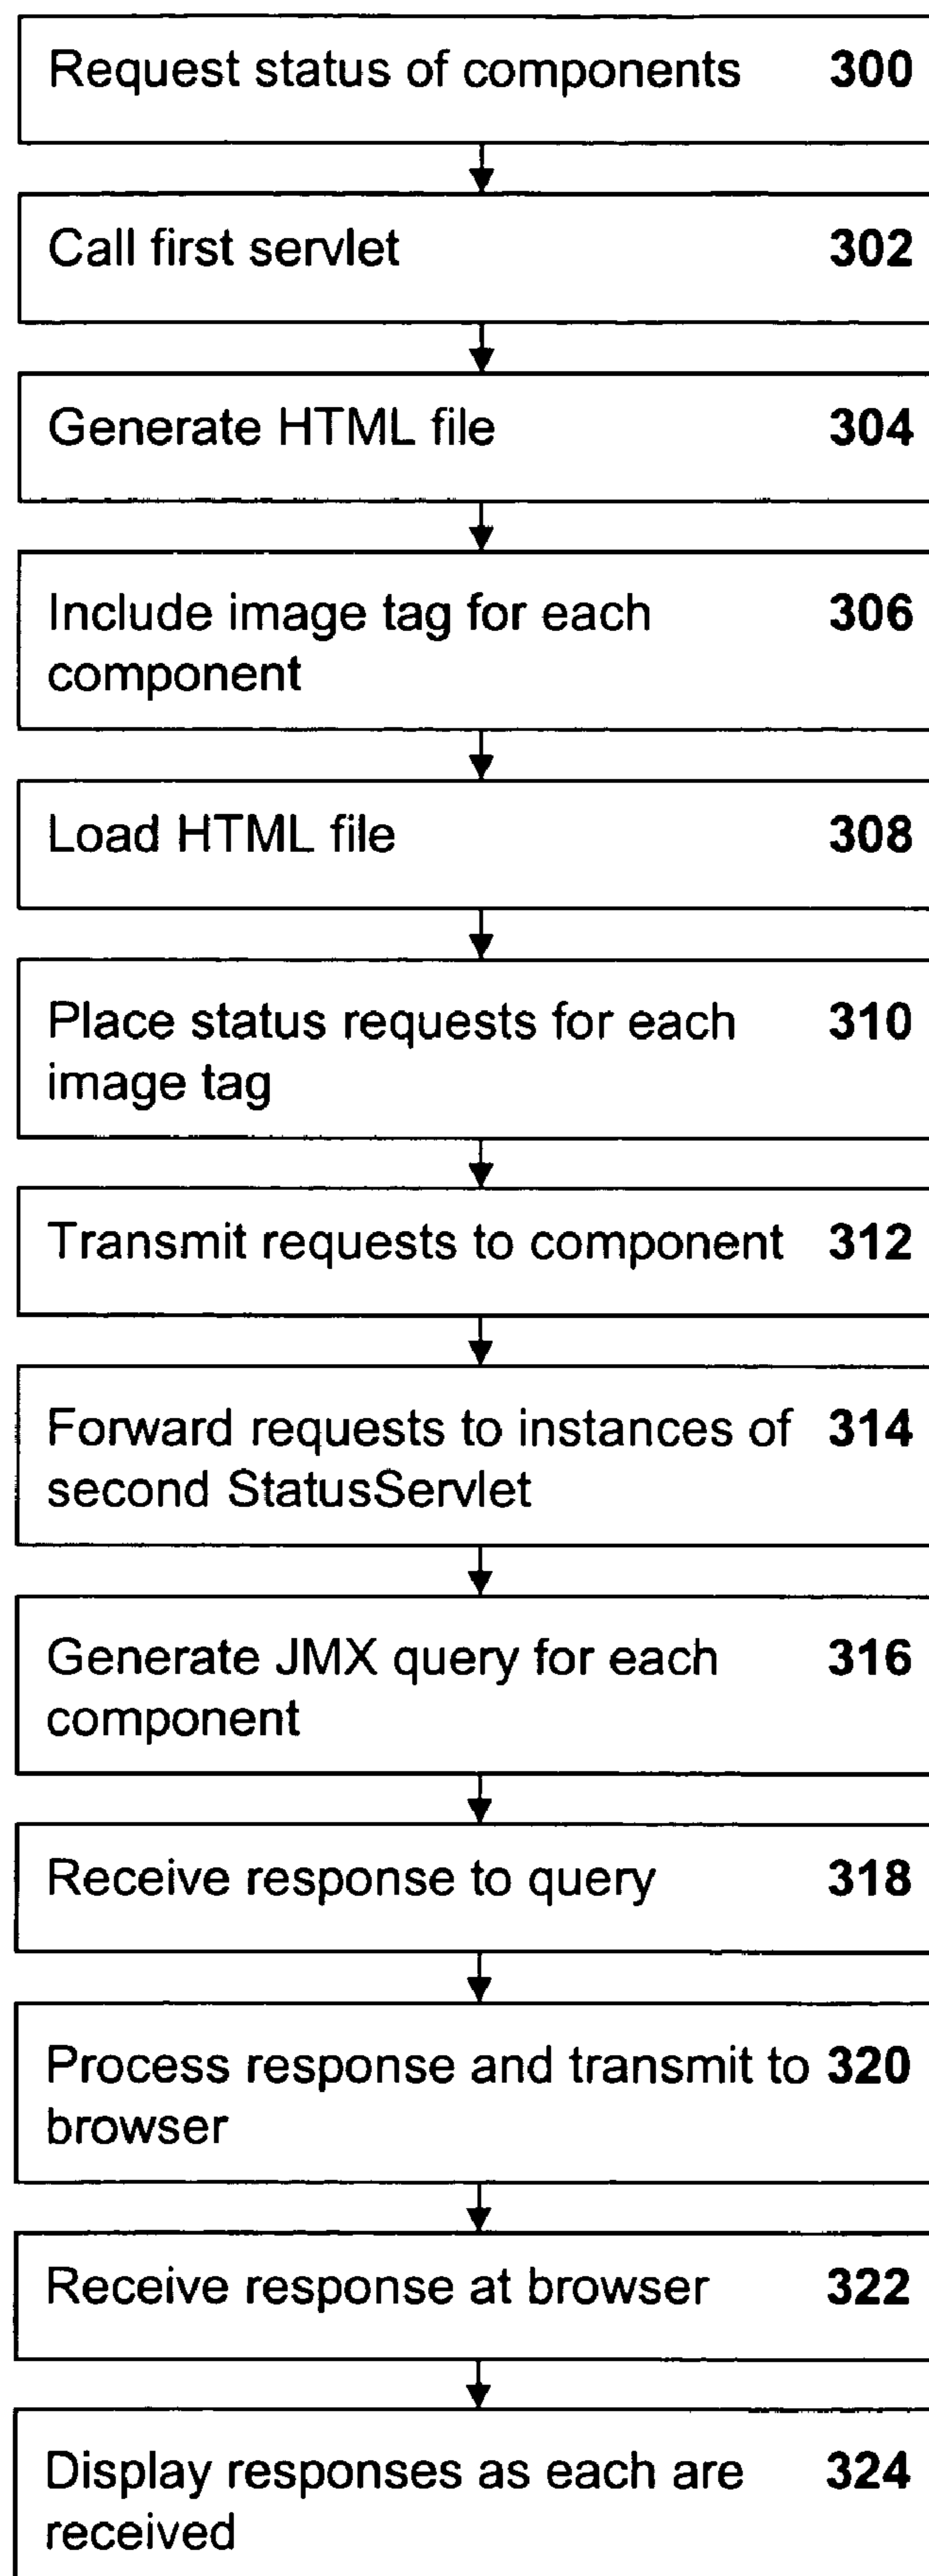 Request status of components 300
Call first servlet 302
Generate HTML file 304
Include image tag for each 306
component
Load HTML file 308
Place status requests for each 310
image tag
Transmit requests to component 312
Forward requests to instances of 314
second StatusServlet
Generate JMX query for each 316
component
Receive response to query 318
Process response and transmit to 320
browser
Receive response at browser 322
Display responses as each are 324
received